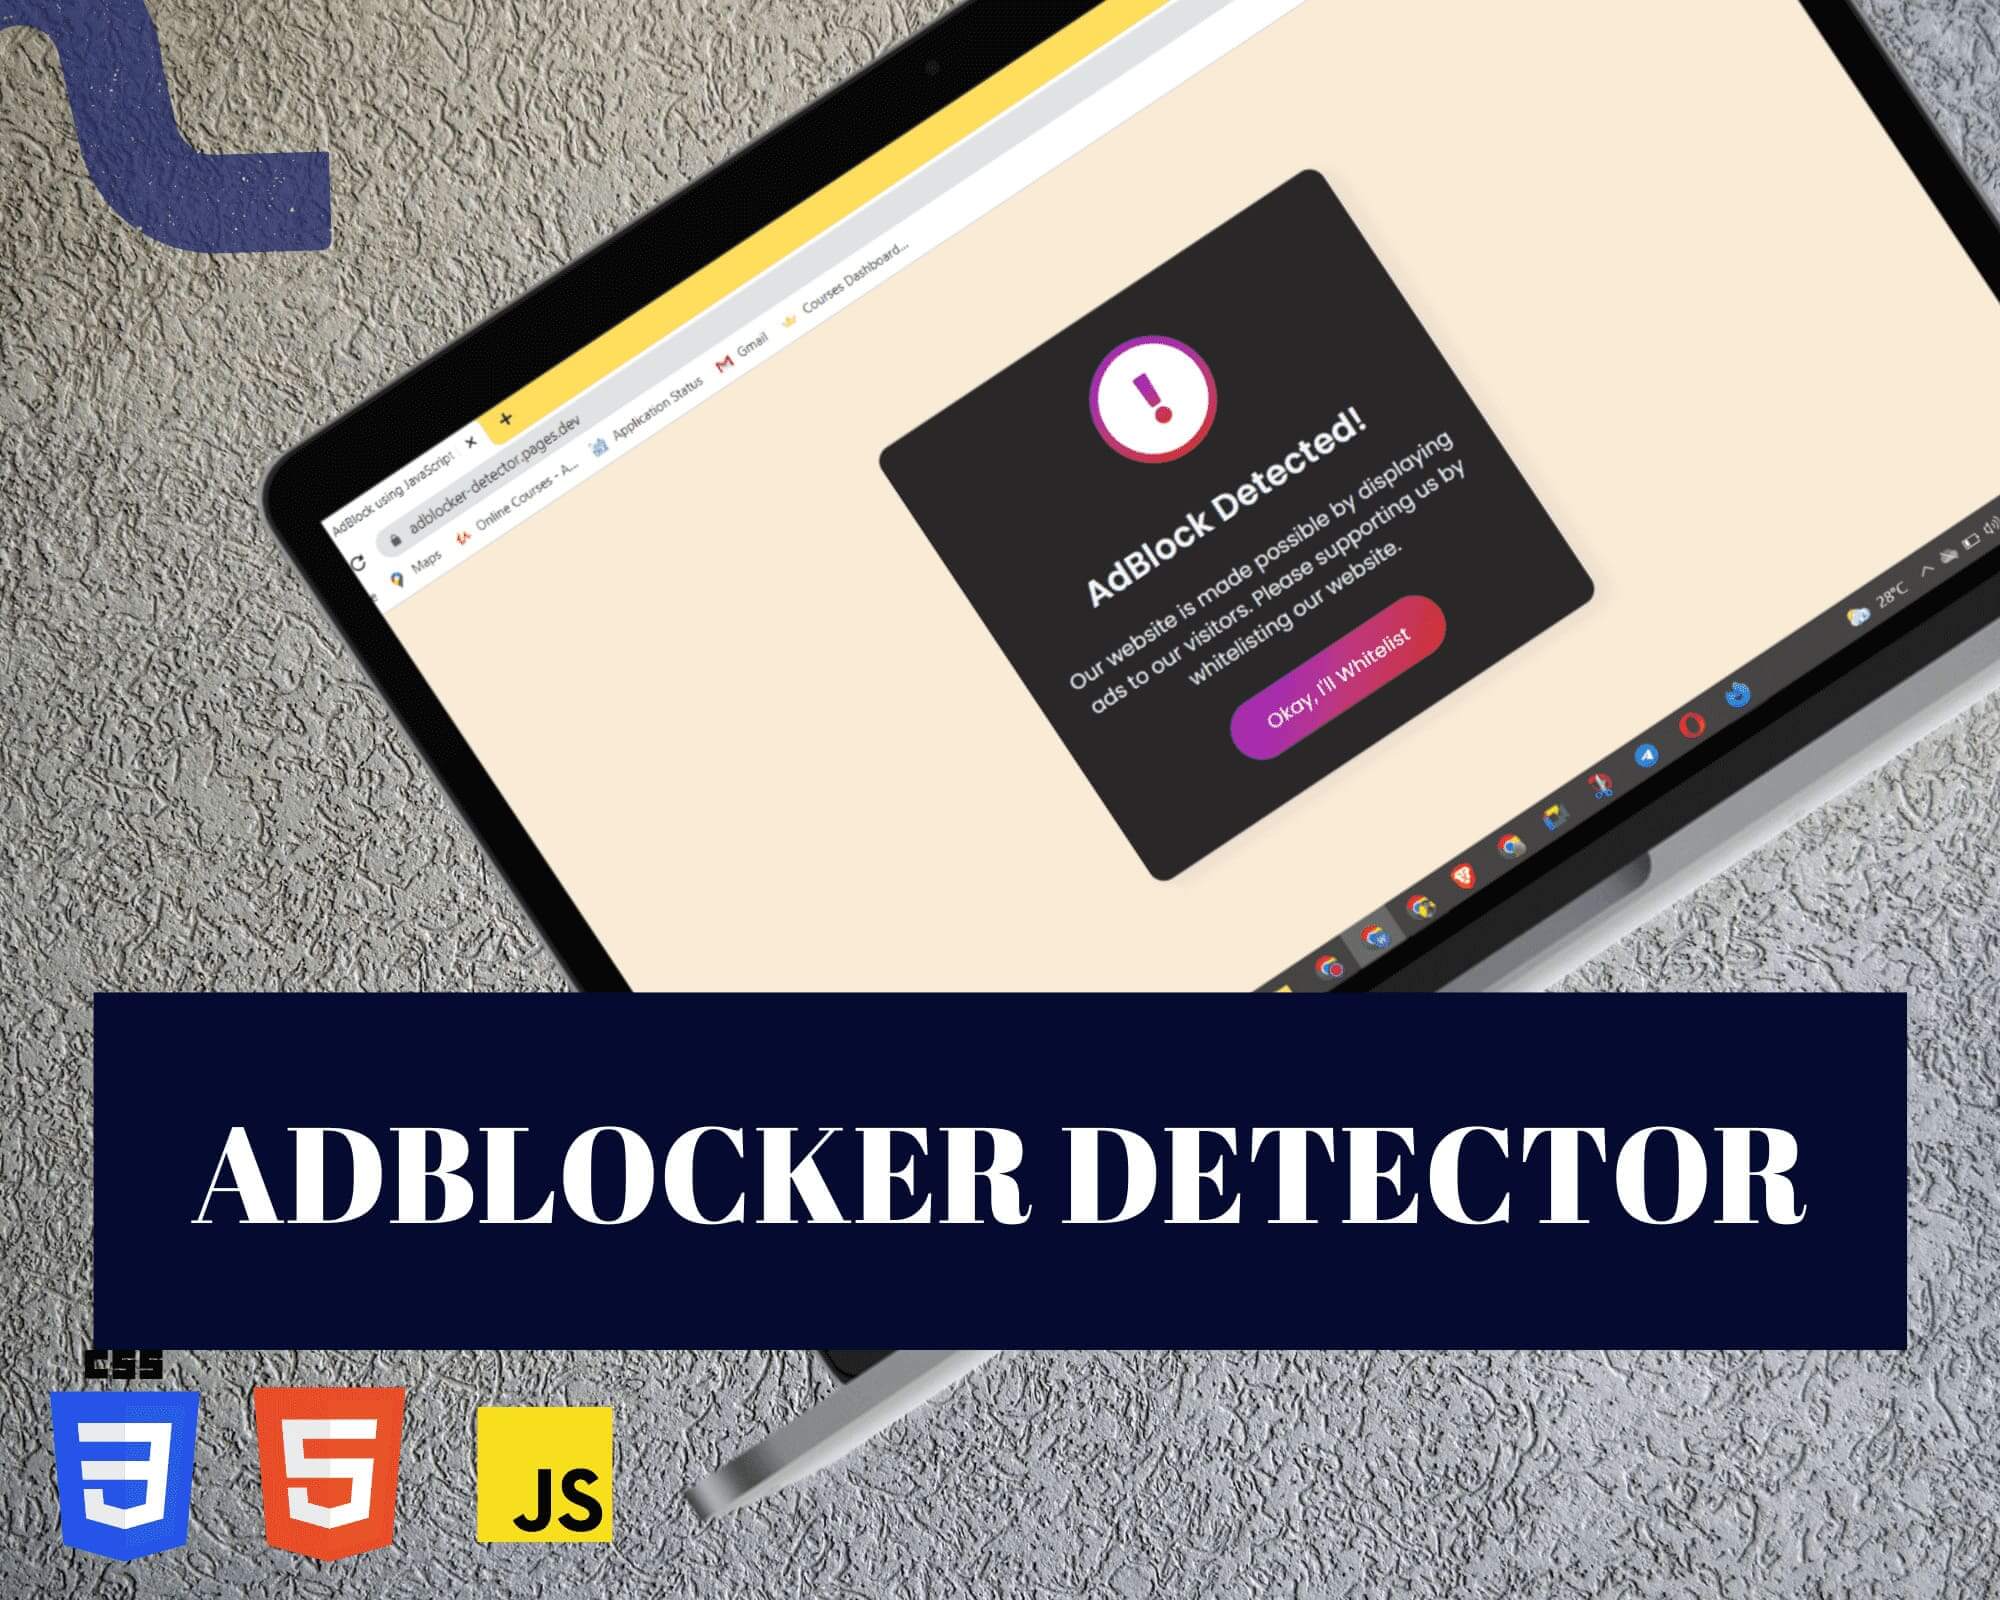 AdBlock using JavaScript
adblocker-detector.pages.dev
Maps
Online Courses - A...
Application Status
Gmail
Courses Dashboard...
AdBlock Detected!
Our website is made possible by displaying
ads to our visitors. Please supporting us by
whitelisting our website.
Okay, I'll Whitelist
28°C
ADBLOCKER DETECTOR
CSS
3
5
JS